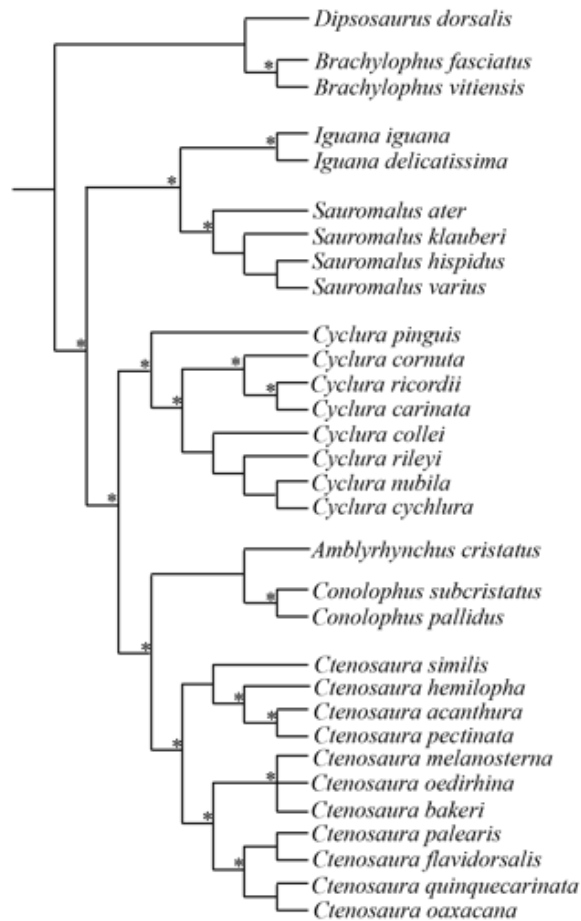 Dipsosaurus dorsalis
Brachylophus fasciatus
Brachylophus vitiensis
Iguana iguana
Iguana delicatissima
Sauromalus ater
Sauromalus klauberi
Sauromalus hispidus
Sauromalus varius
Cyclura pinguis
Cyclura cornuta
Cyclura ricordii
Cyclura carinata
Cyclura collei
Cyclura rileyi
Cyclura nubila
Cyclura cychlura
Amblyrhynchus cristatus
Conolophus subcristatus
Conolophus pallidus
Ctenosaura similis
Ctenosaura hemilopha
Ctenosaura acanthura
Ctenosaura pectinata
Ctenosaura melanosterna
Ctenosaura oedirhina
Ctenosaura bakeri
Ctenosaura palearis
Ctenosaura flavidorsalis
Ctenosaura quinquecarinata
Ctenosaura oaxacana